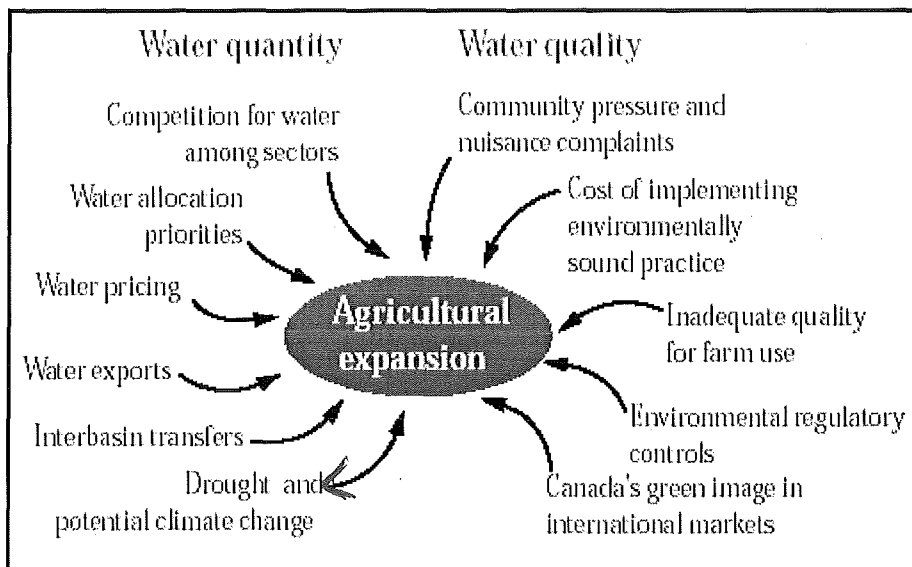 Water quantity
Water quality
Competition for water
among sectors
Water allocation
priorities
Water pricing
Water exports
Interbasin transfers
Drought and
potential climate change
Community pressure and
nuisance complaints
Cost of implementing
environmentally
sound practice
Inadequate quality
for farm use
Environmental regulatory
controls
Canada's green image in
international markets
Agricultural
expansion